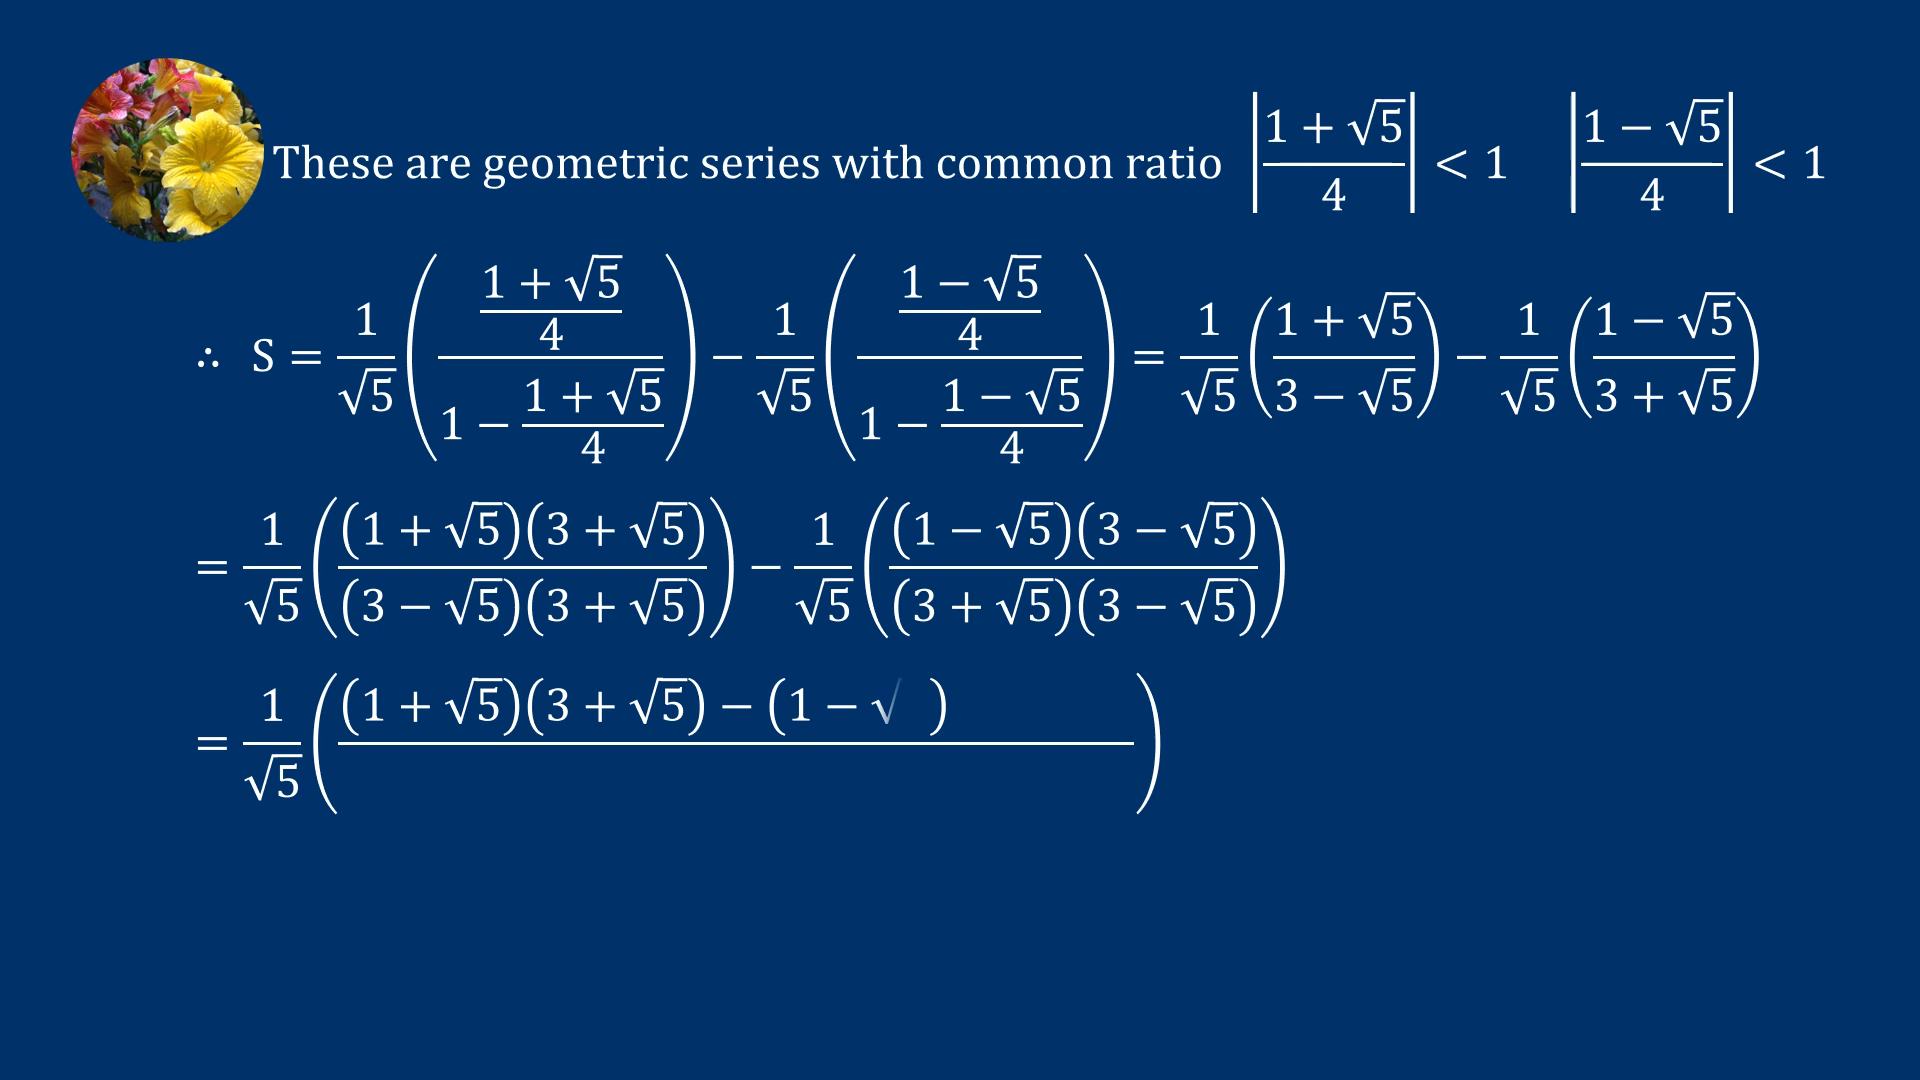 These are geometric series with common ratio |(1 + √5)/4| < 1 |(1 − √5)/4| < 1
∴ S = 1/√5 (((1 + √5)/4)/(1 − (1 + √5)/4)) − 1/√5 (((1 − √5)/4)/(1 − (1 − √5)/4)) = 1/√5 ((1 + √5)/(3 − √5)) − 1/√5 ((1 − √5)/(3 + √5))
= 1/√5 ((1 + √5)(3 + √5)/(3 − √5)(3 + √5)) − 1/√5 ((1 − √5)(3 − √5)/(3 + √5)(3 − √5))
= 1/√5 ((1 + √5)(3 + √5) − (1 − √ ))